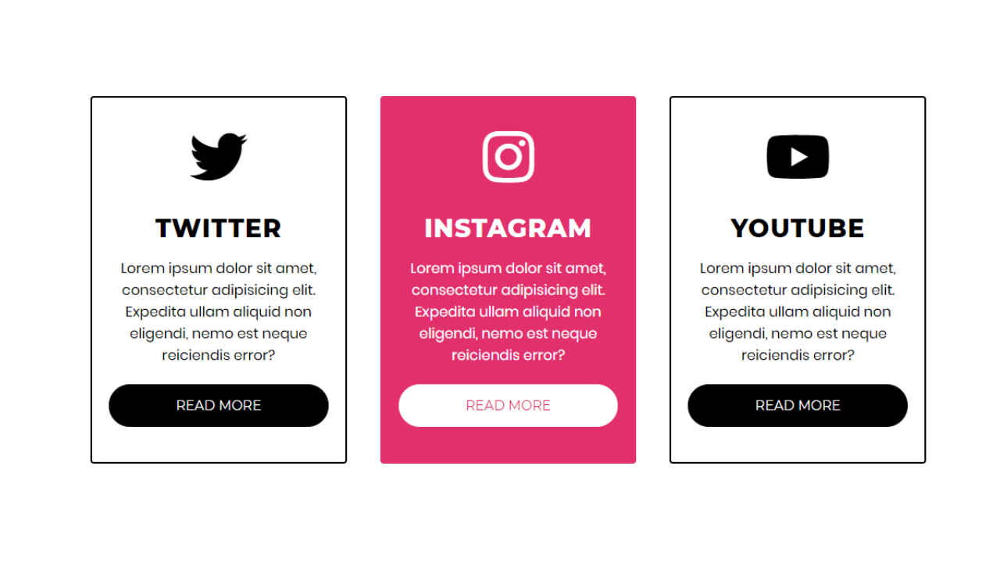 TWITTER
Lorem ipsum dolor sit amet,
consectetur adipisicing elit.
Expedita ullam aliquid non
eligendi, nemo est neque
reiciendis error?
READ MORE
INSTAGRAM
Lorem ipsum dolor sit amet,
consectetur adipisicing elit.
Expedita ullam aliquid non
eligendi, nemo est neque
reiciendis error?
READ MORE
YOUTUBE
Lorem ipsum dolor sit amet,
consectetur adipisicing elit.
Expedita ullam aliquid non
eligendi, nemo est neque
reiciendis error?
READ MORE